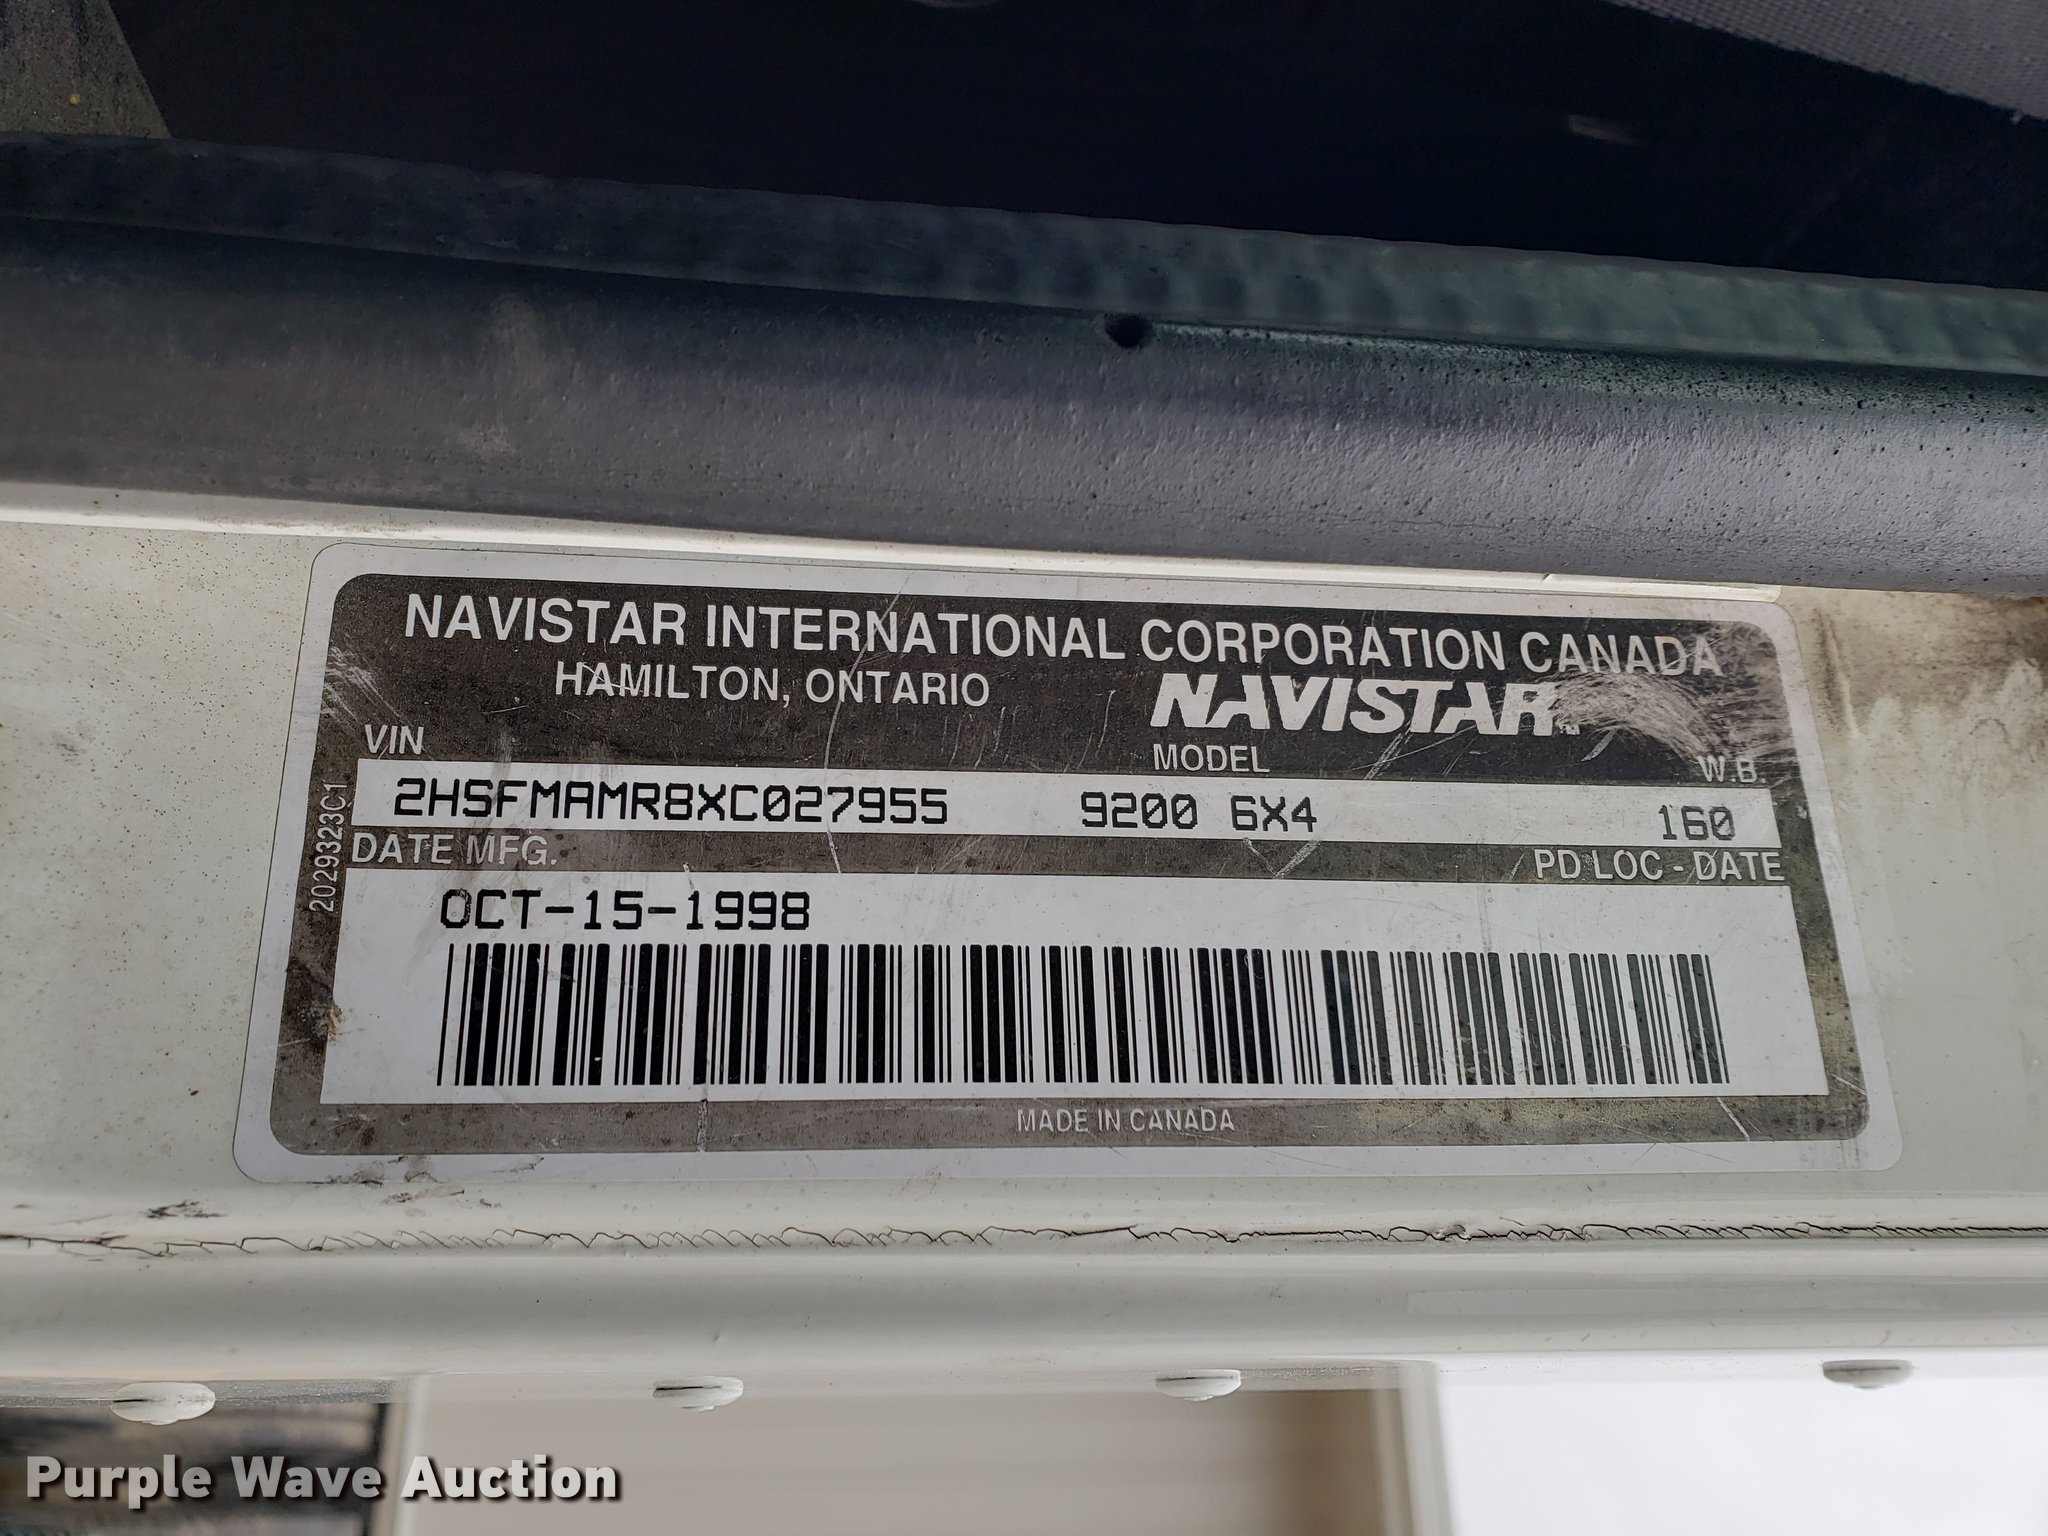 NAVISTAR INTERNATIONAL CORPORATION CANADA
HAMILTON, ONTARIO
NAVISTAR
VIN
MODEL
W.B.
2HSFMAMR8XC027955
9200 6X4
160
DATE MFG.
PD LOC - DATE
OCT-15-1998
2029323C1
MADE IN CANADA
Purple Wave Auction